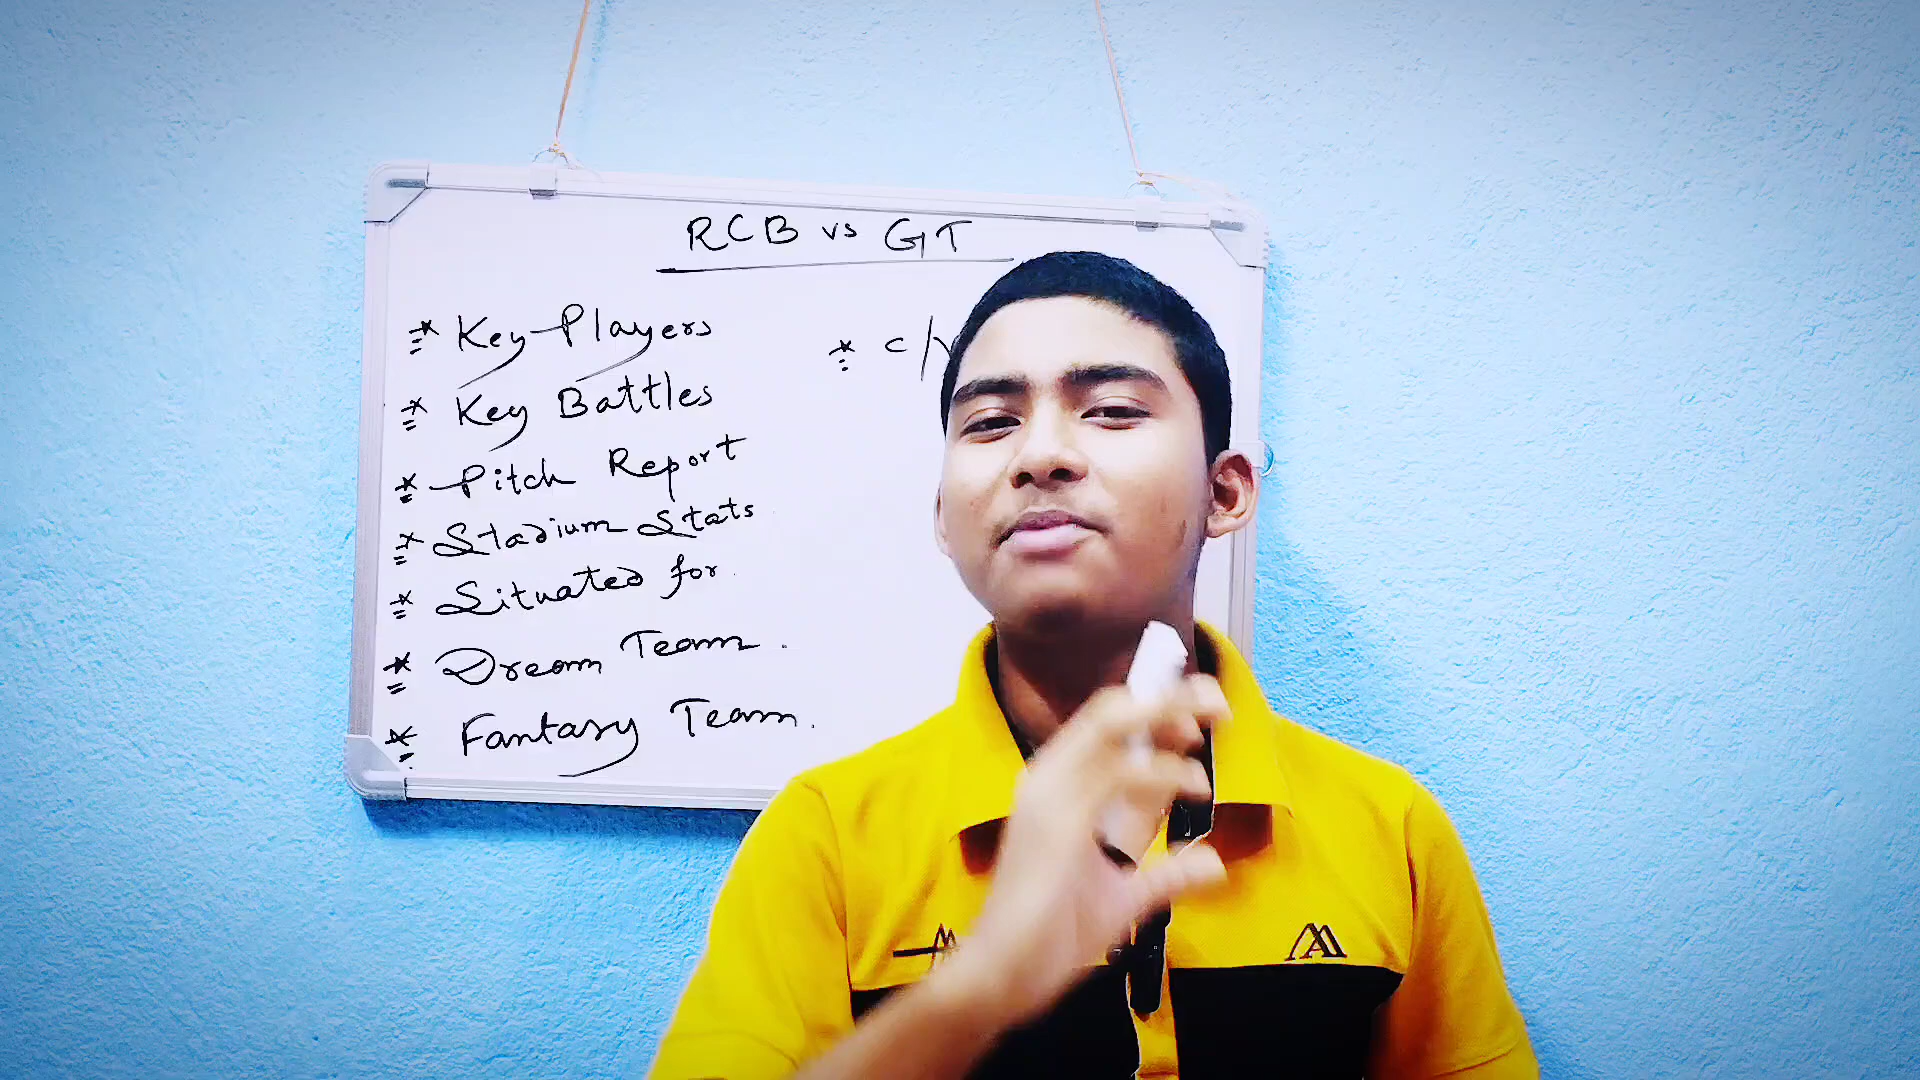 RCB vs GT
* Key Players
* Key Battles
* Pitch Report
* Stadium Stats
* Situated for
* Dream Team.
* Fantasy Team.
* C/V